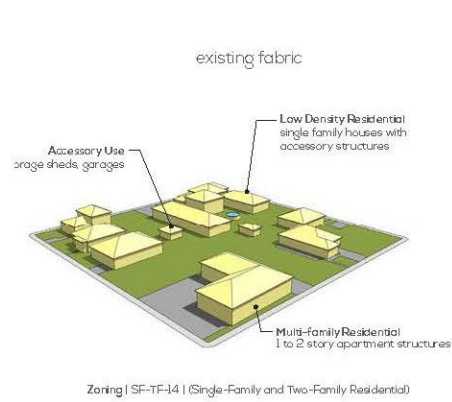 existing fabric
Low Density Residential
single family houses with
accessory structures
Accessory Use
orage sheds, garages
Multi-family Residential
1 to 2 story apartment structures
Zoning | SF-TF-14 | (Single-Family and Two-Family Residential)